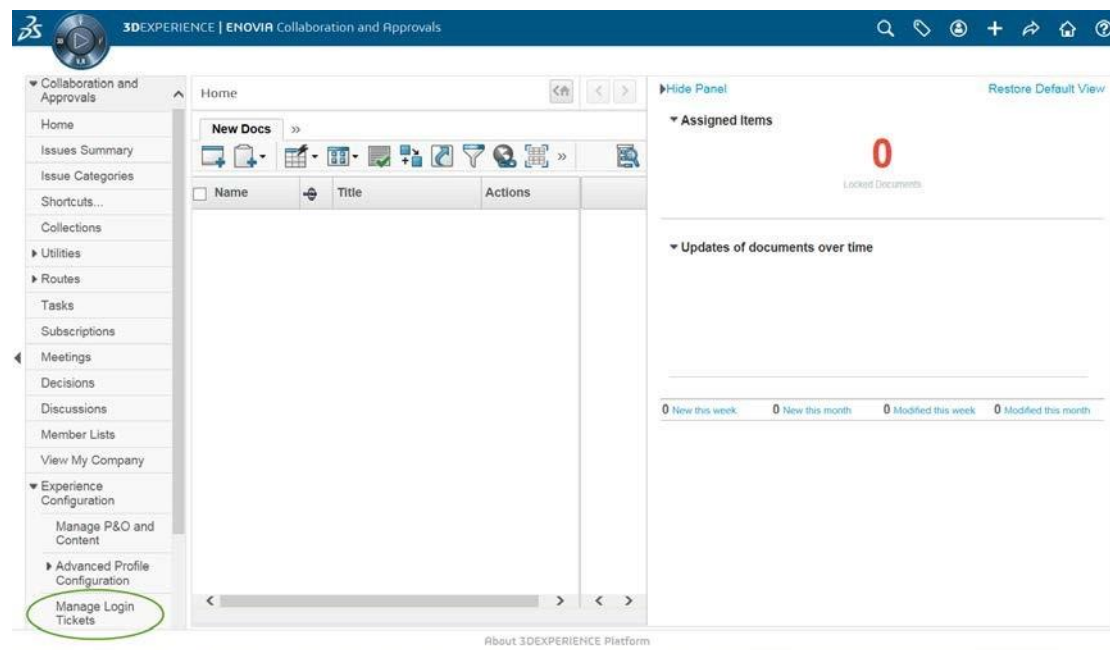 3DEXPERIENCE | ENOVIA Collaboration and Approvals
Collaboration and
Approvals
Home
Issues Summary
Issue Categories
Shortcuts...
Collections
Utilities
Routes
Tasks
Subscriptions
Meetings
Decisions
Discussions
Member Lists
View My Company
Experience
Configuration
Manage P&O and
Content
Advanced Profile
Configuration
Manage Login
Tickets
Home
New Docs »
Name Title Actions
Hide Panel Restore Default View
Assigned Items
0
Locked Documents
Updates of documents over time
0 New this week 0 New this month 0 Modified this week 0 Modified this month
About 3DEXPERIENCE Platform